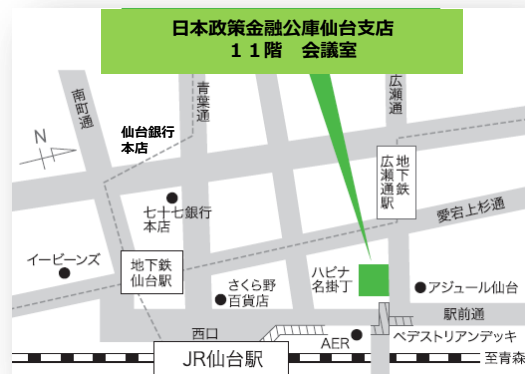 日本政策金融公庫仙台支店
１１階　会議室
南町通
青葉通
広瀬通
N
仙台銀行
本店
地下鉄
広瀬通駅
愛宕上杉通
七十七銀行
本店
イービーンズ
地下鉄
仙台駅
さくら野
百貨店
ハピナ
名掛丁
アジュール仙台
駅前通
西口
AER
ペデストリアンデッキ
JR仙台駅
至青森